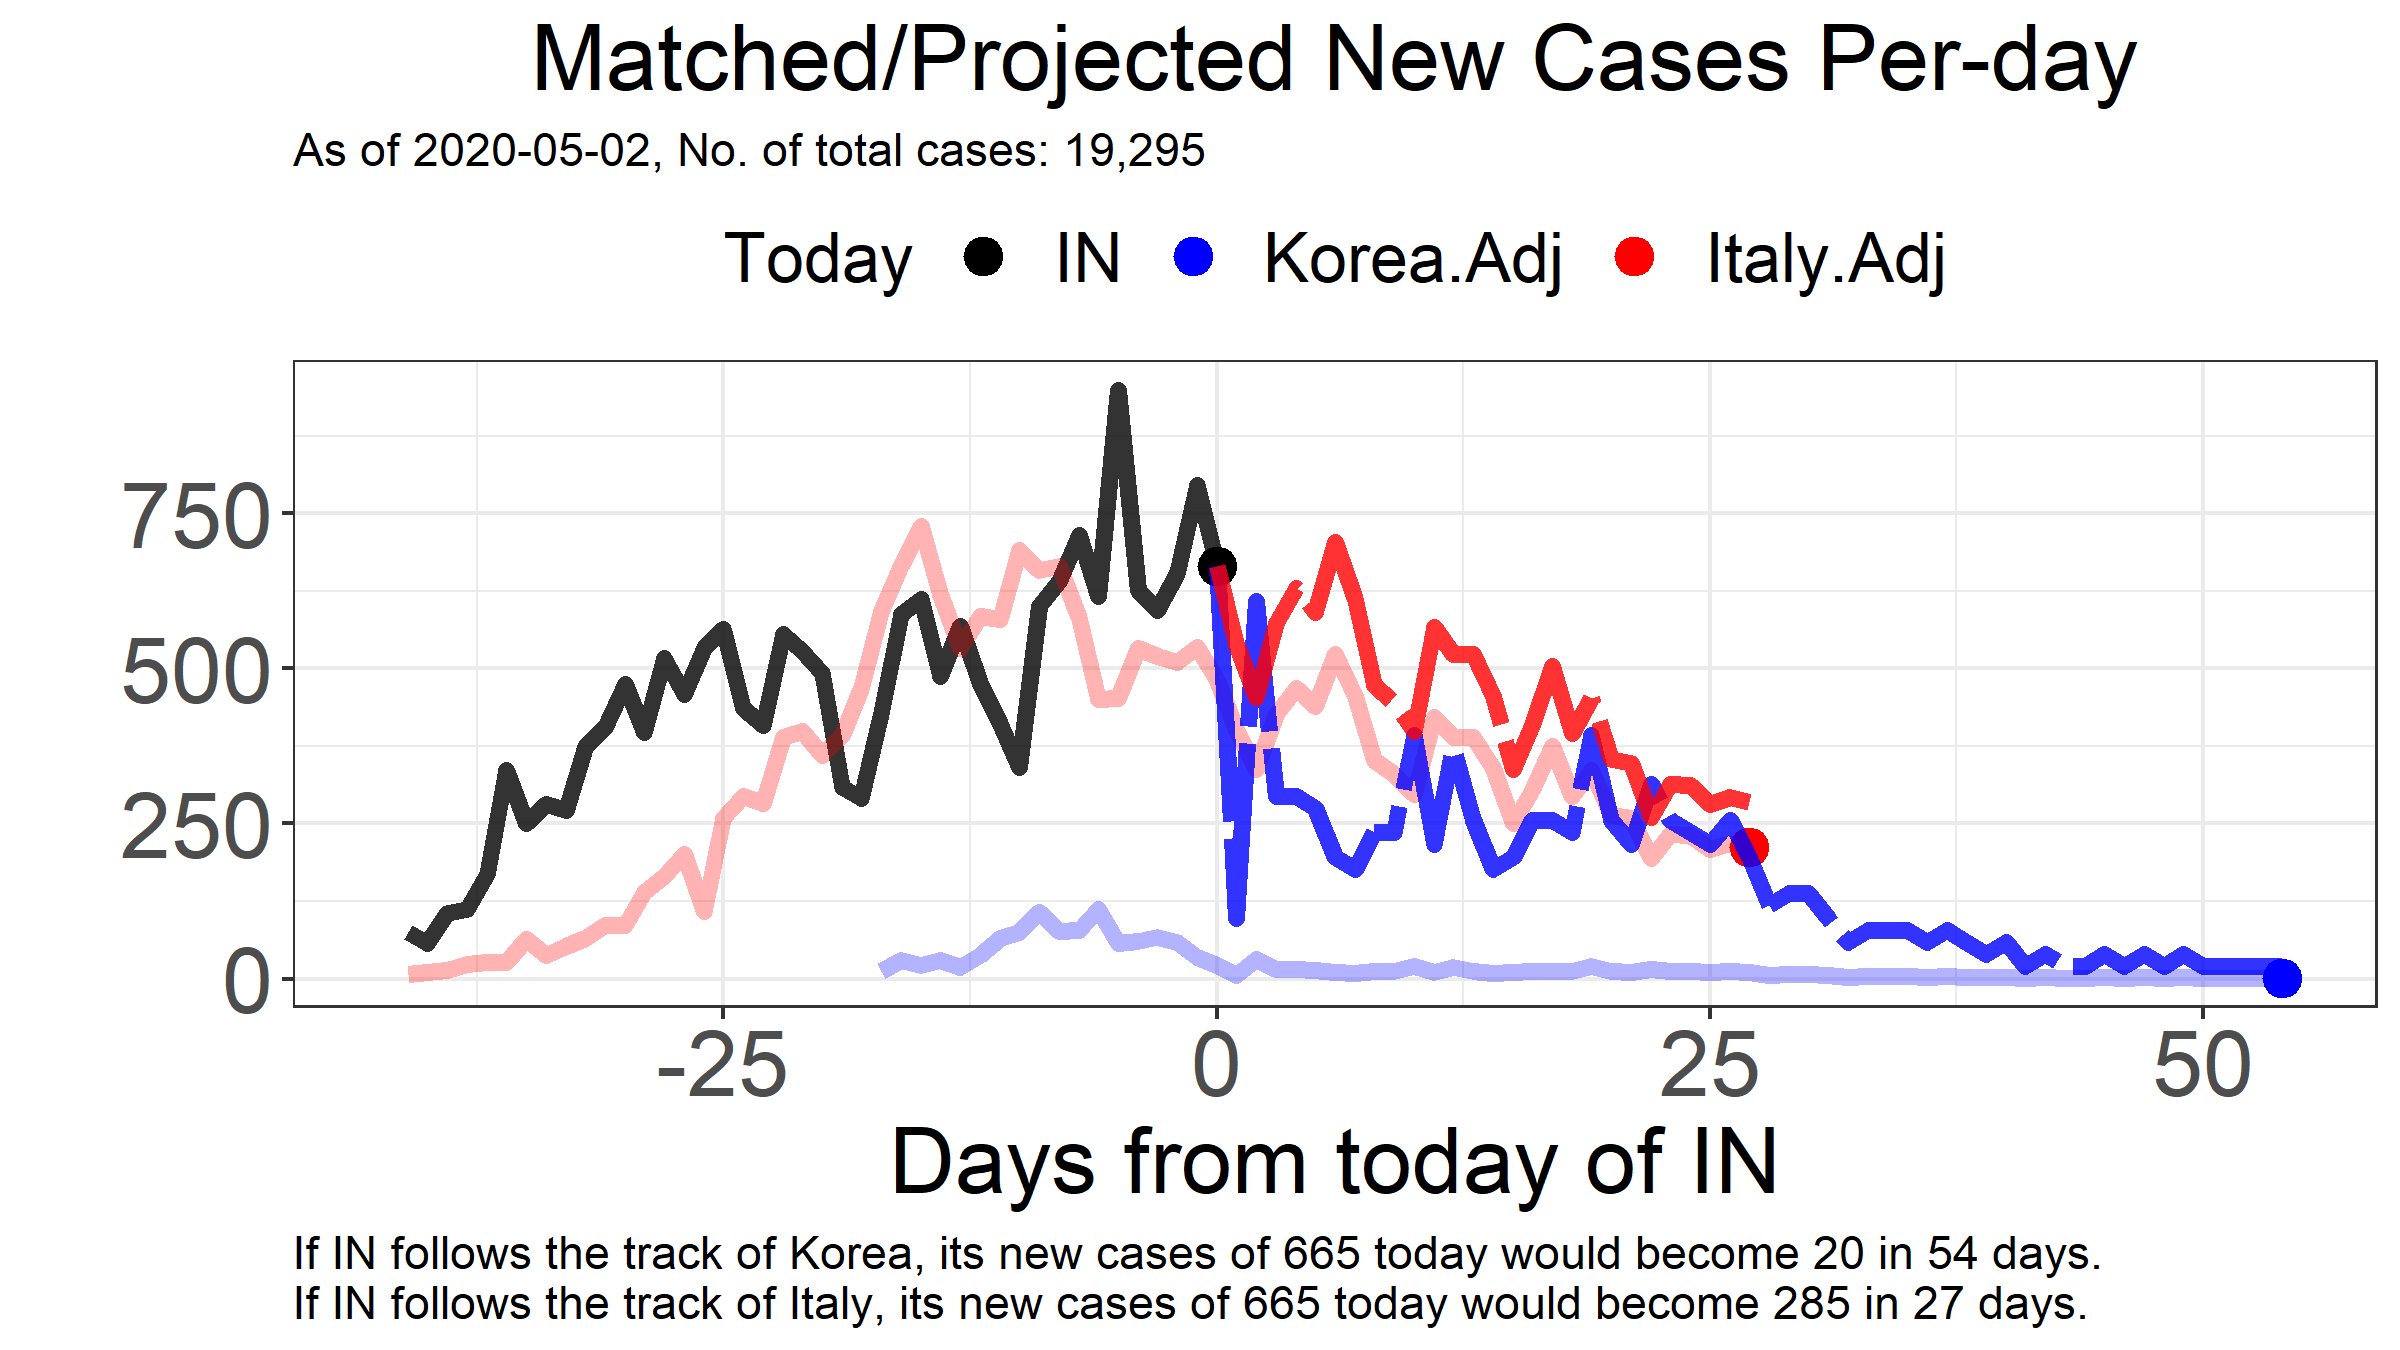 Matched/Projected New Cases Per-day
As of 2020-05-02, No. of total cases: 19,295
Today IN Korea.Adj Italy.Adj
750
500
250
0
-25 0 25 50
Days from today of IN
If IN follows the track of Korea, its new cases of 665 today would become 20 in 54 days.
If IN follows the track of Italy, its new cases of 665 today would become 285 in 27 days.